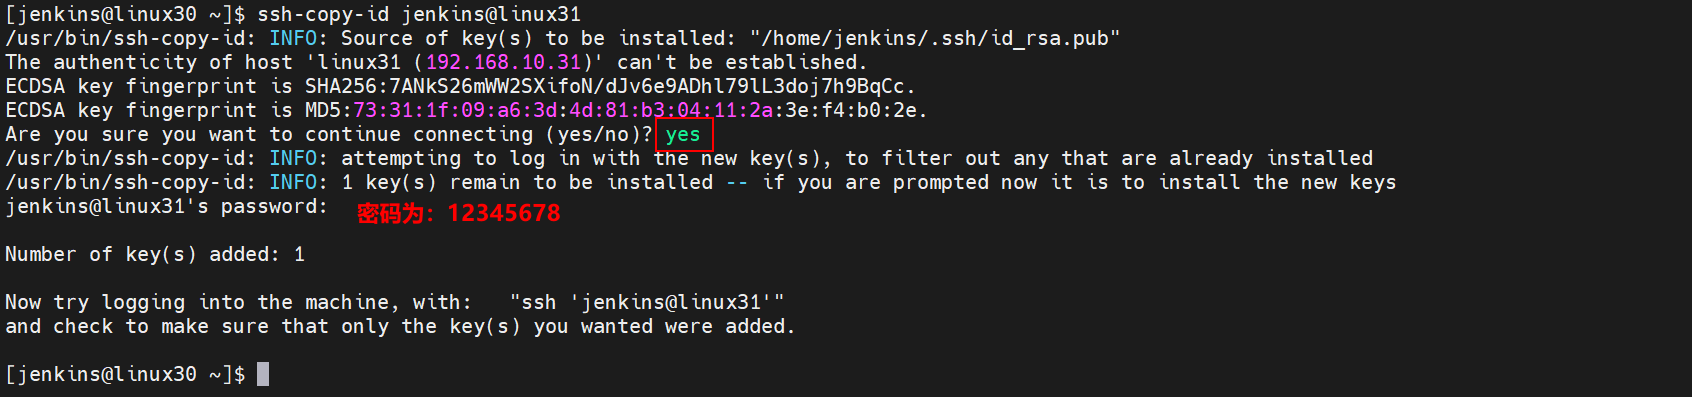 [jenkins@linux30 ~]$ ssh-copy-id jenkins@linux31
/usr/bin/ssh-copy-id: INFO: Source of key(s) to be installed: "/home/jenkins/.ssh/id_rsa.pub"
The authenticity of host 'linux31 (192.168.10.31)' can't be established.
ECDSA key fingerprint is SHA256:7ANkS26mWW2SXifoN/dJv6e9ADhl79lL3doj7h9BqCc.
ECDSA key fingerprint is MD5:73:31:1f:09:a6:3d:4d:81:b3:04:11:2a:3e:f4:b0:2e.
Are you sure you want to continue connecting (yes/no)? yes
/usr/bin/ssh-copy-id: INFO: attempting to log in with the new key(s), to filter out any that are already installed
/usr/bin/ssh-copy-id: INFO: 1 key(s) remain to be installed -- if you are prompted now it is to install the new keys
jenkins@linux31's password: 密码为：12345678
Number of key(s) added: 1
Now try logging into the machine, with:   "ssh 'jenkins@linux31'"
and check to make sure that only the key(s) you wanted were added.
[jenkins@linux30 ~]$